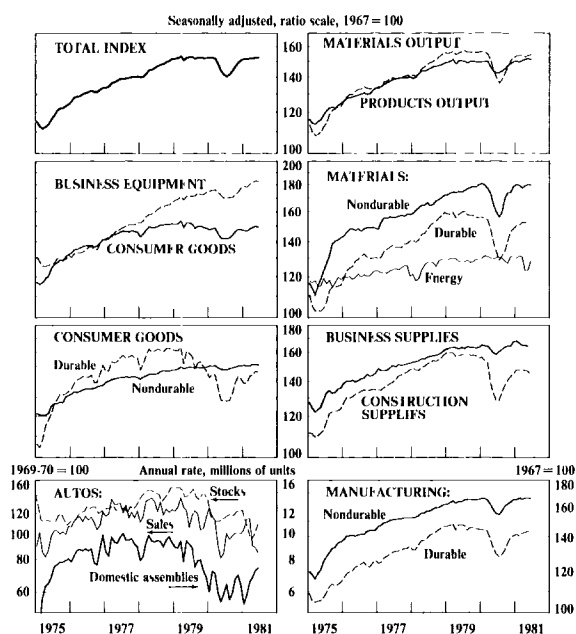 Seasonally adjusted, ratio scale, 1967 = 100
TOTAL INDEX
MATERIALS OUTPUT
PRODUCTS OUTPUT
160
140
120
100
BUSINESS EQUIPMENT
CONSUMER GOODS
200
180
160
140
120
100
MATERIALS:
Nondurable
Durable
Energy
CONSUMER GOODS
Durable
Nondurable
180
160
140
120
100
BUSINESS SUPPLIES
CONSTRUCTION
SUPPLIES
1969-70 = 100
Annual rate, millions of units
1967 = 100
160
120
100
80
60
AUTOS:
Stocks
Sales
Domestic assemblies
16
12
10
8
6
MANUFACTURING:
Nondurable
Durable
180
160
140
120
100
1975
1977
1979
1981
1975
1977
1979
1981